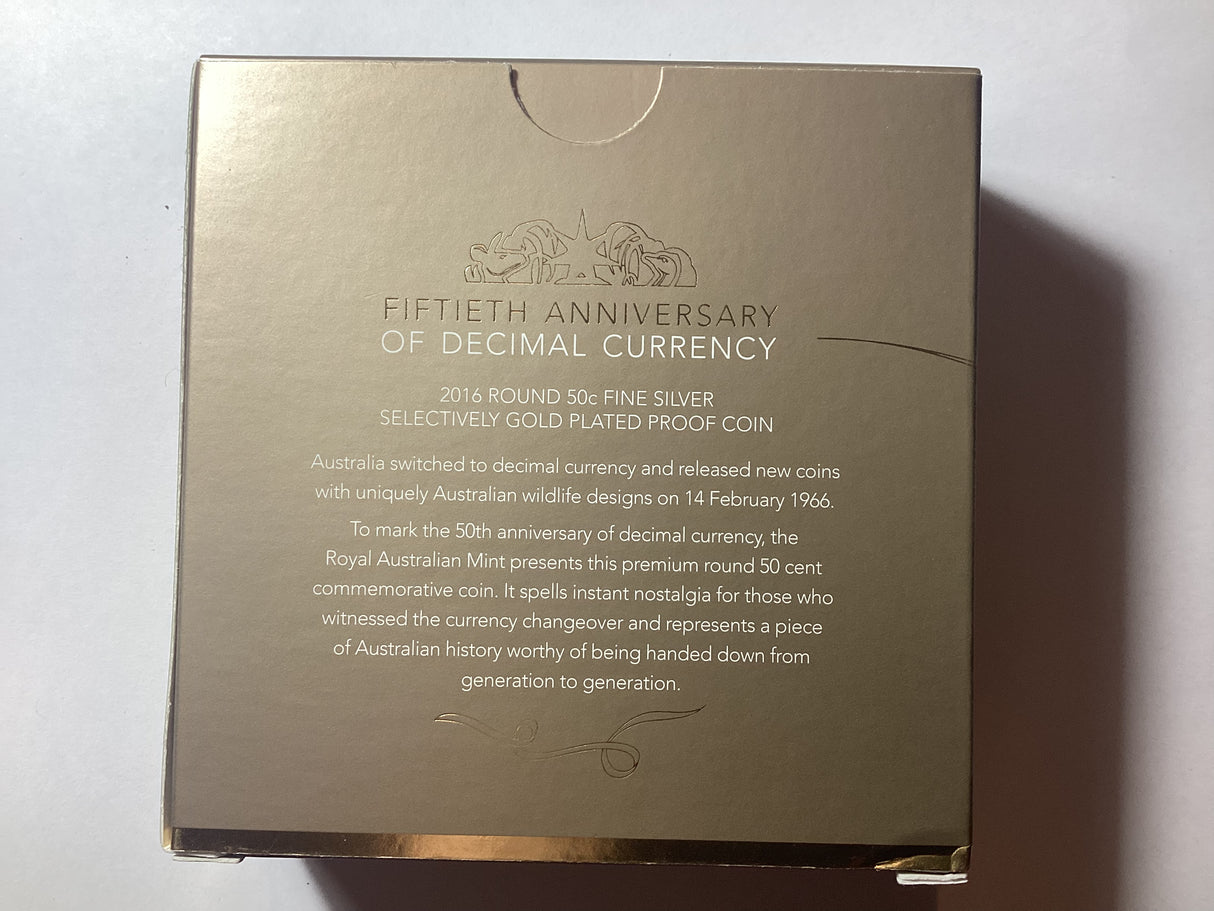 FIFTIETH ANNIVERSARY
OF DECIMAL CURRENCY
2016 ROUND 50c FINE SILVER
SELECTIVELY GOLD PLATED PROOF COIN
Australia switched to decimal currency and released new coins
with uniquely Australian wildlife designs on 14 February 1966.
To mark the 50th anniversary of decimal currency, the
Royal Australian Mint presents this premium round 50 cent
commemorative coin. It spells instant nostalgia for those who
witnessed the currency changeover and represents a piece
of Australian history worthy of being handed down from
generation to generation.